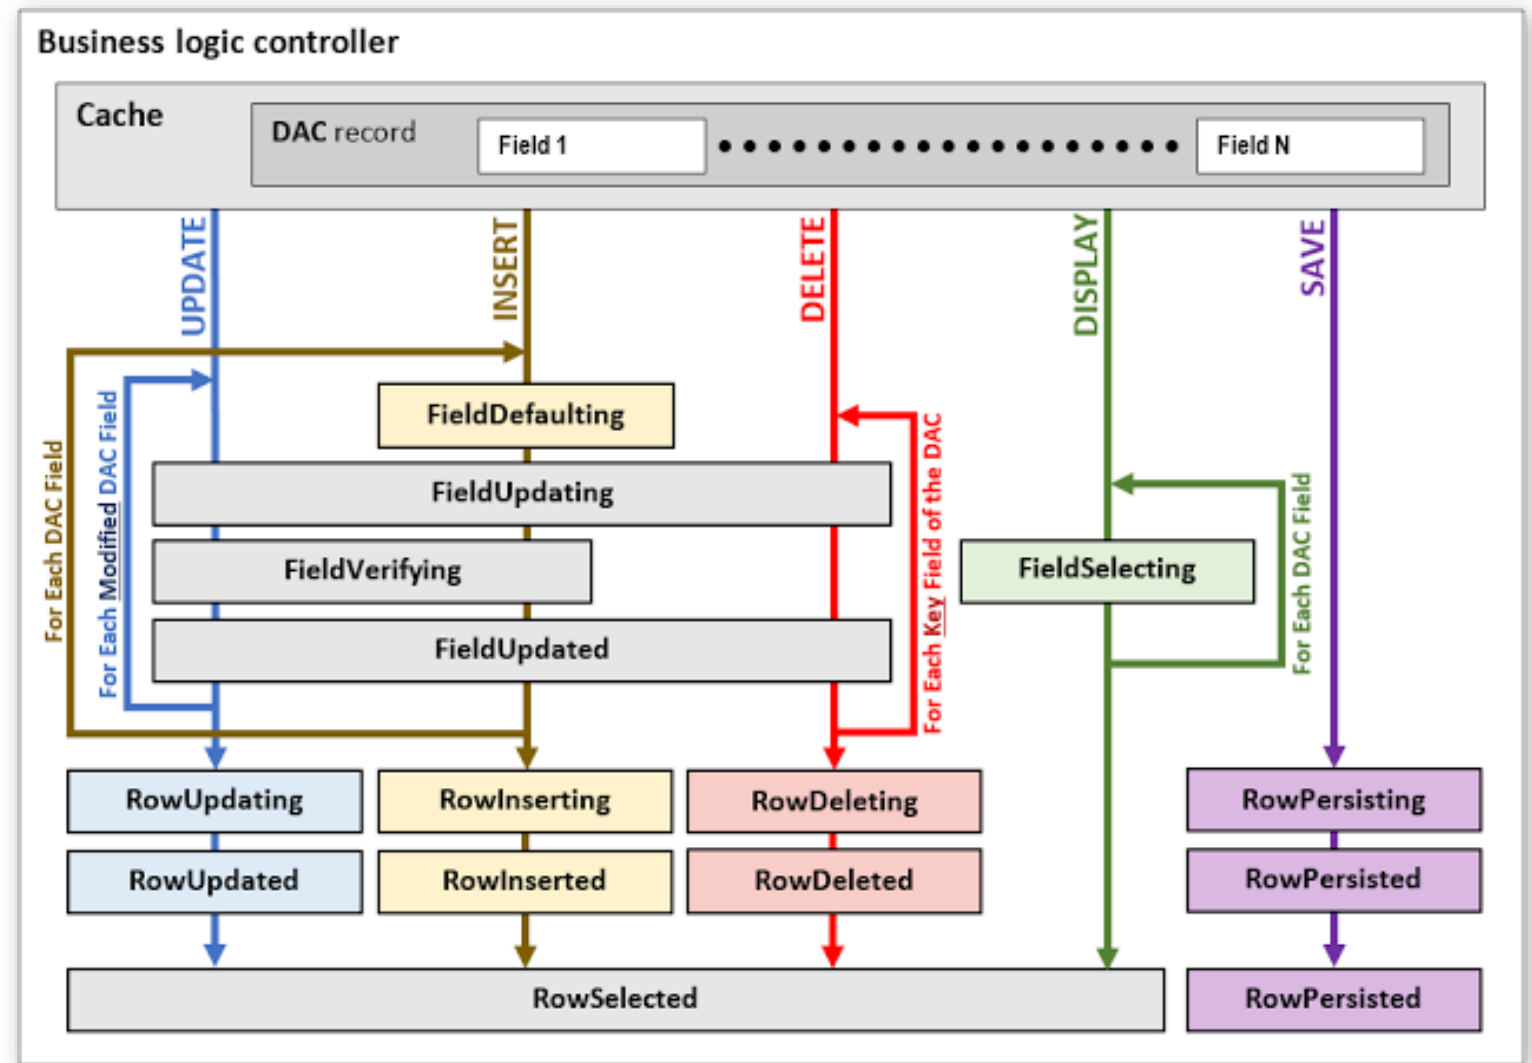 Business logic controller
Cache
DAC record
Field 1
Field N
UPDATE
INSERT
DELETE
DISPLAY
SAVE
For Each DAC Field
For Each Modified DAC Field
FieldDefaulting
FieldUpdating
FieldVerifying
FieldUpdated
For Each Key Field of the DAC
FieldSelecting
For Each DAC Field
RowUpdating
RowInserting
RowDeleting
RowPersisting
RowUpdated
RowInserted
RowDeleted
RowPersisted
RowSelected
RowPersisted